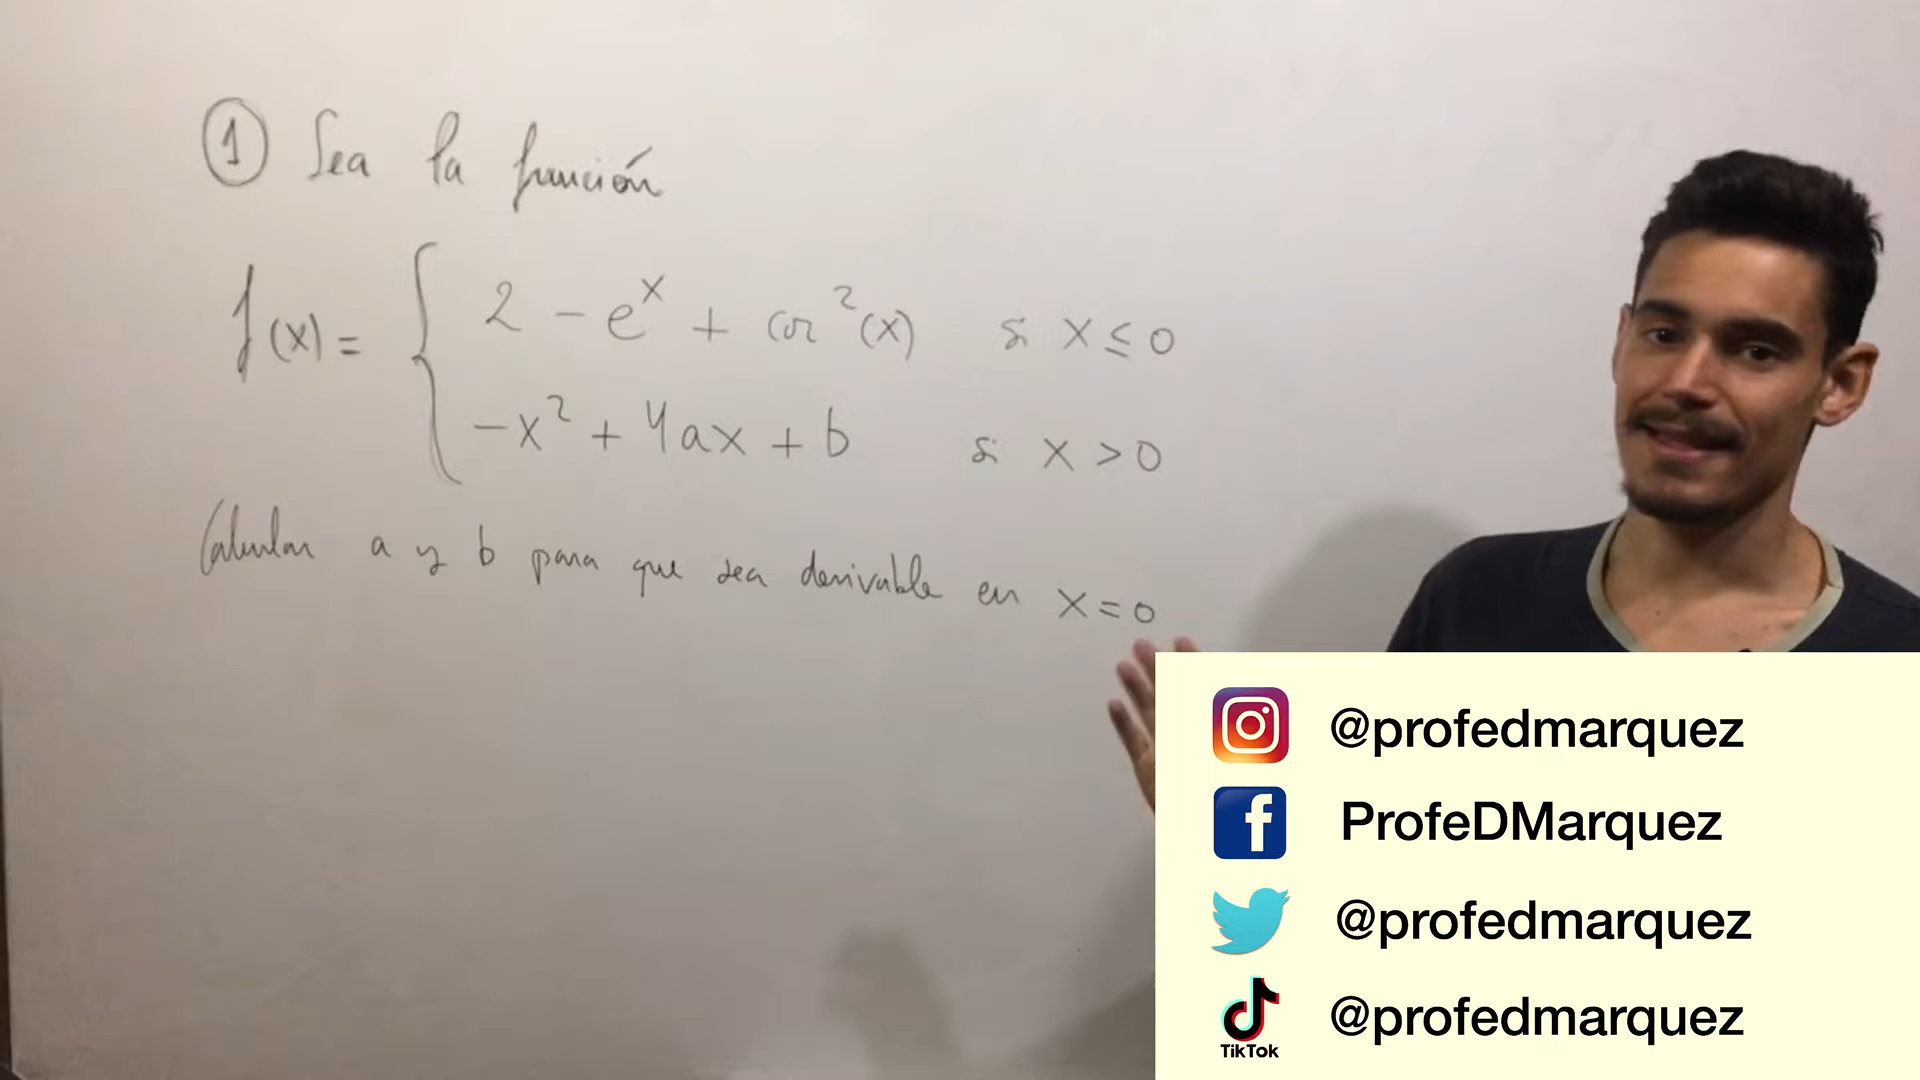 ① Sea la función
f(x) = { 2 - e^x + cos²(x) si x ≤ 0
-x² + 4ax + b si x > 0
Calcular a y b para que sea derivable en x=0
@profedmarquez
ProfeDMarquez
@profedmarquez
TikTok @profedmarquez